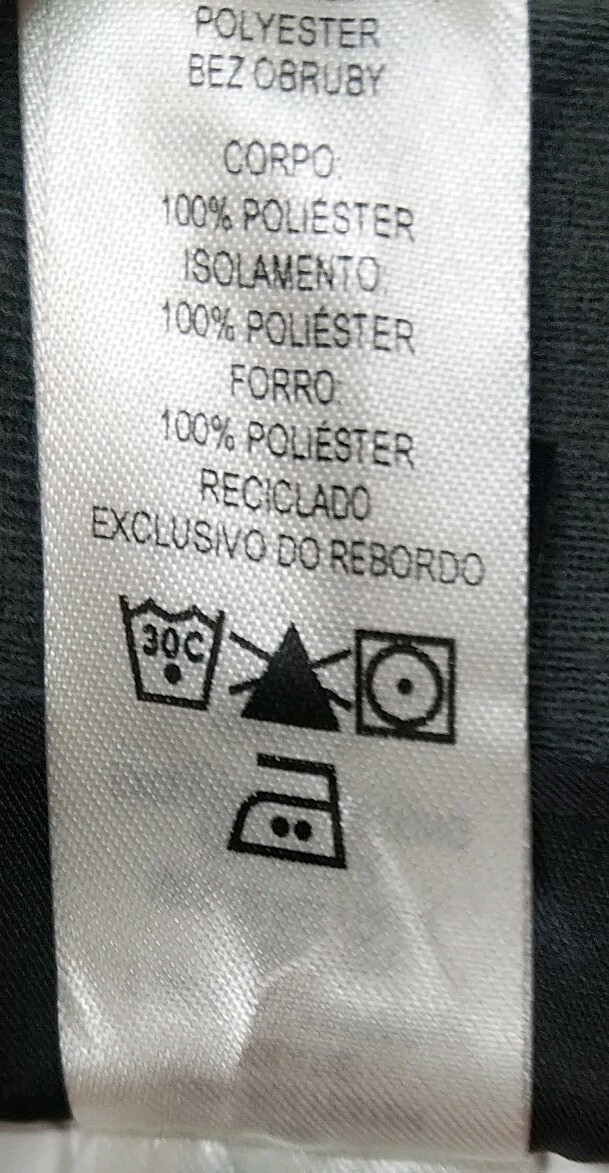 POLYESTER
BEZ OBRUBY
CORPO:
100% POLIÉSTER
ISOLAMENTO:
100% POLIÉSTER
FORRO:
100% POLIÉSTER
RECICLADO
EXCLUSIVO DO REBORDO
30C